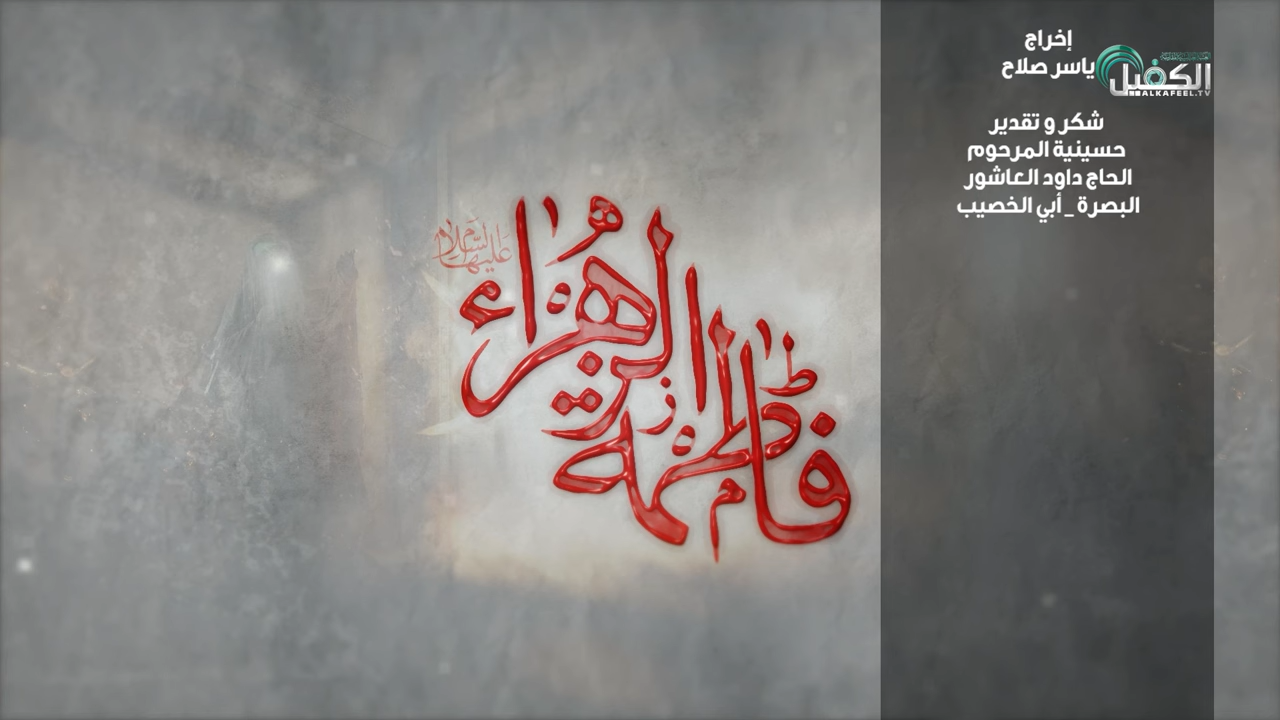 إخراج
ياسر صلاح
الكفيل
ALKAFEEL.TV
شكر و تقدير
حسينية المرحوم
الحاج داود العاشور
البصرة _ أبي الخصيب
فاطمة الزهراء
عليها السلام